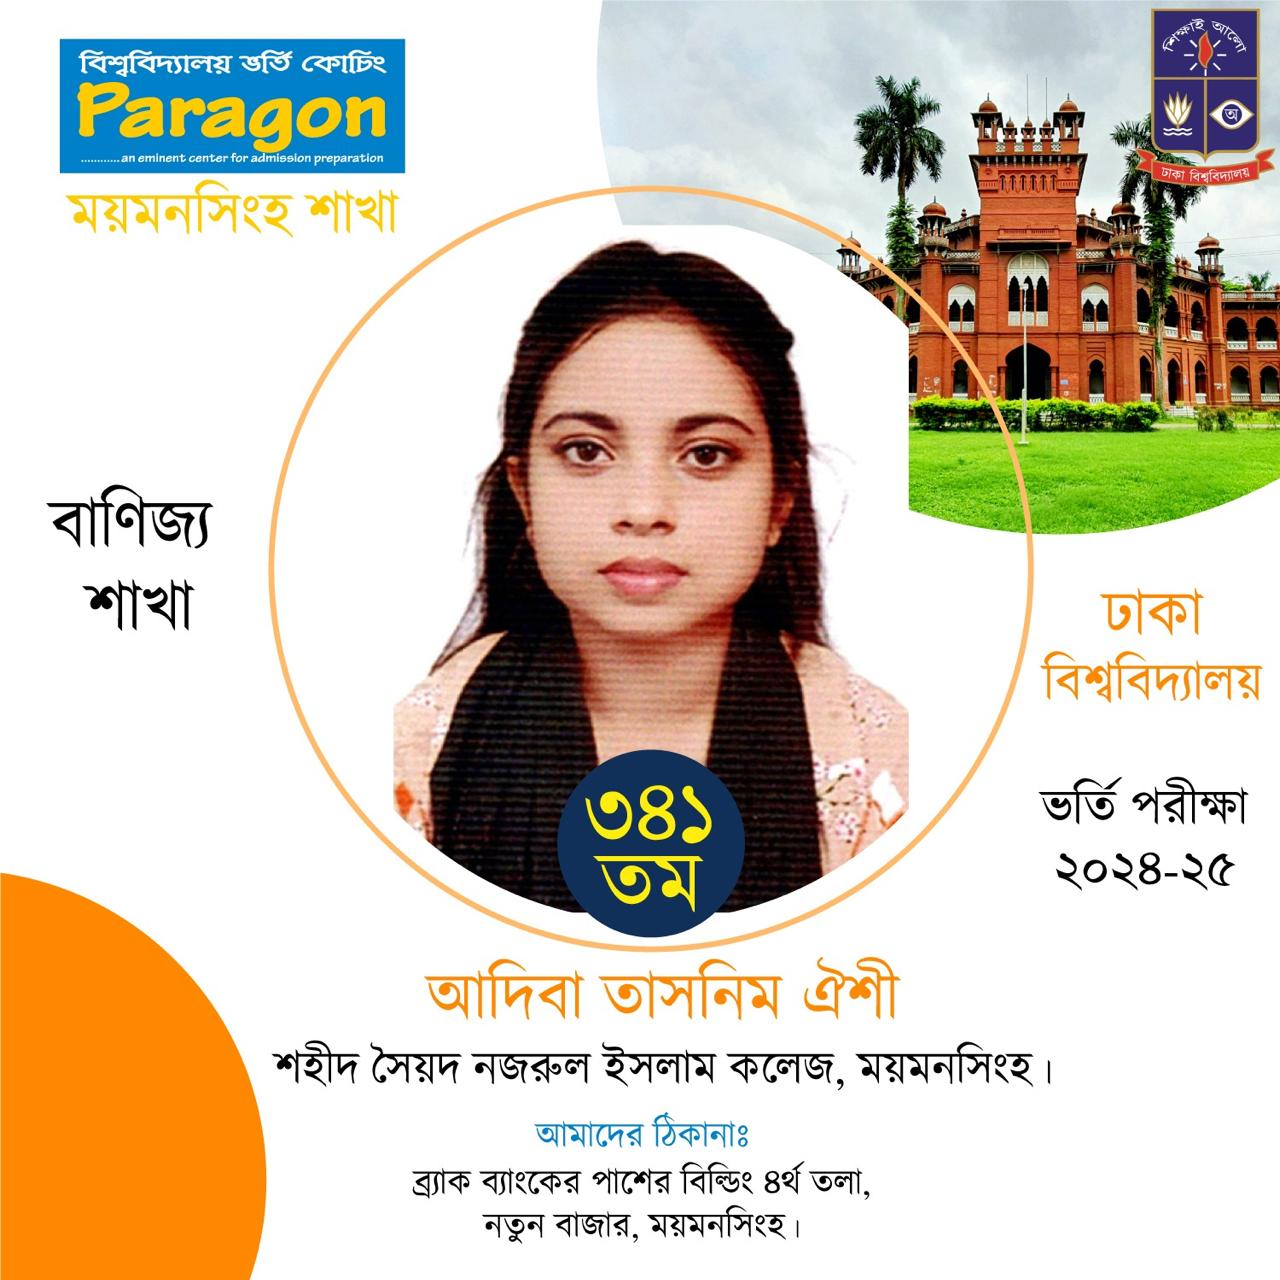 বিশ্ববিদ্যালয় ভর্তি কোচিং
Paragon
............an eminent center for admission preparation
ময়মনসিংহ শাখা
শিক্ষাই আলো
অ
ঢাকা বিশ্ববিদ্যালয়
বাণিজ্য
শাখা
ঢাকা
বিশ্ববিদ্যালয়
ভর্তি পরীক্ষা
২০২৪-২৫
৩৪১
তম
আদিবা তাসনিম ঐশী
শহীদ সৈয়দ নজরুল ইসলাম কলেজ, ময়মনসিংহ।
আমাদের ঠিকানাঃ
ব্র্যাক ব্যাংকের পাশের বিল্ডিং ৪র্থ তলা,
নতুন বাজার, ময়মনসিংহ।